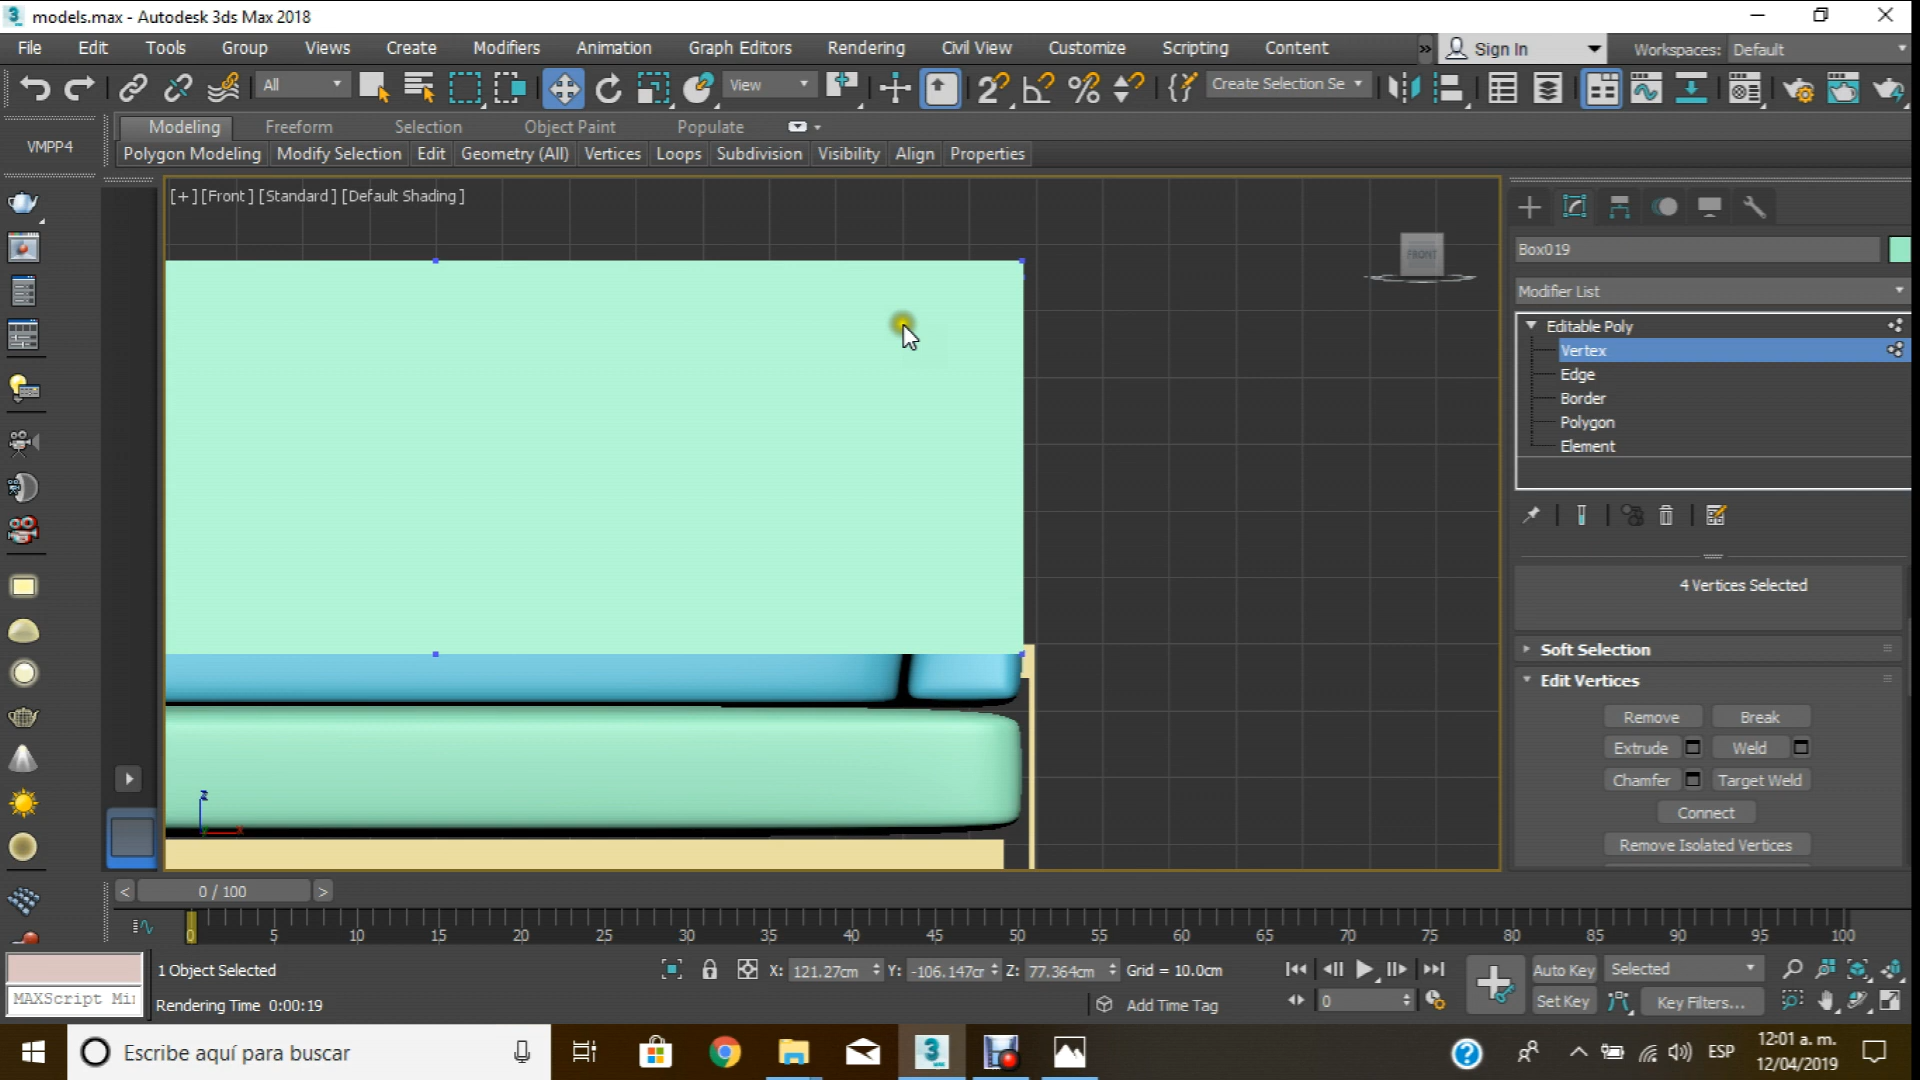 models.max - Autodesk 3ds Max 2018
File Edit Tools Group Views Create Modifiers Animation Graph Editors Rendering Civil View Customize Scripting Content » Sign In Workspaces: Default
All View Create Selection Se
VMPP4
Modeling Freeform Selection Object Paint Populate
Polygon Modeling Modify Selection Edit Geometry (All) Vertices Loops Subdivision Visibility Align Properties
[+] [Front] [Standard] [Default Shading]
FRONT
Box019
Modifier List
Editable Poly
Vertex
Edge
Border
Polygon
Element
4 Vertices Selected
Soft Selection
Edit Vertices
Remove Break
Extrude Weld
Chamfer Target Weld
Connect
Remove Isolated Vertices
z
x
< 0 / 100 >
0 5 10 15 20 25 30 35 40 45 50 55 60 65 70 75 80 85 90 95 100
1 Object Selected X: 121.27cm Y: -106.147cr Z: 77.364cm Grid = 10.0cm Auto Key Selected
MAXScript Mi
Rendering Time 0:00:19 Add Time Tag 0 Set Key Key Filters...
Escribe aquí para buscar
ESP
12:01 a. m.
12/04/2019